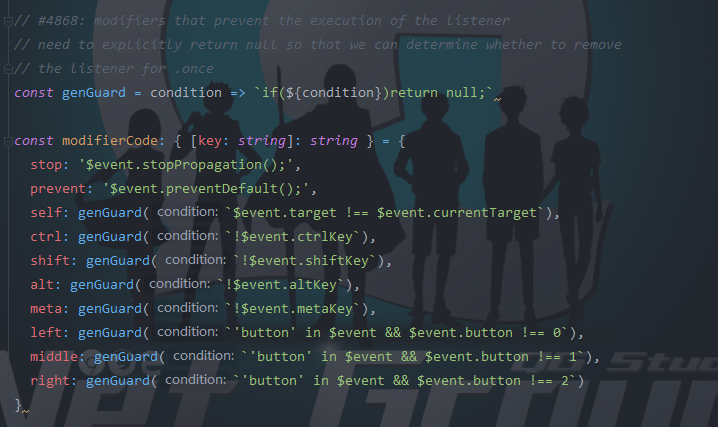 // #4868: modifiers that prevent the execution of the listener
// need to explicitly return null so that we can determine whether to remove
// the listener for .once
const genGuard = condition => `if(${condition})return null;`
const modifierCode: { [key: string]: string } = {
stop: '$event.stopPropagation();',
prevent: '$event.preventDefault();',
self: genGuard( condition: `$event.target !== $event.currentTarget`),
ctrl: genGuard( condition: `!$event.ctrlKey`),
shift: genGuard( condition: `!$event.shiftKey`),
alt: genGuard( condition: `!$event.altKey`),
meta: genGuard( condition: `!$event.metaKey`),
left: genGuard( condition: `'button' in $event && $event.button !== 0`),
middle: genGuard( condition: `'button' in $event && $event.button !== 1`),
right: genGuard( condition: `'button' in $event && $event.button !== 2`)
}